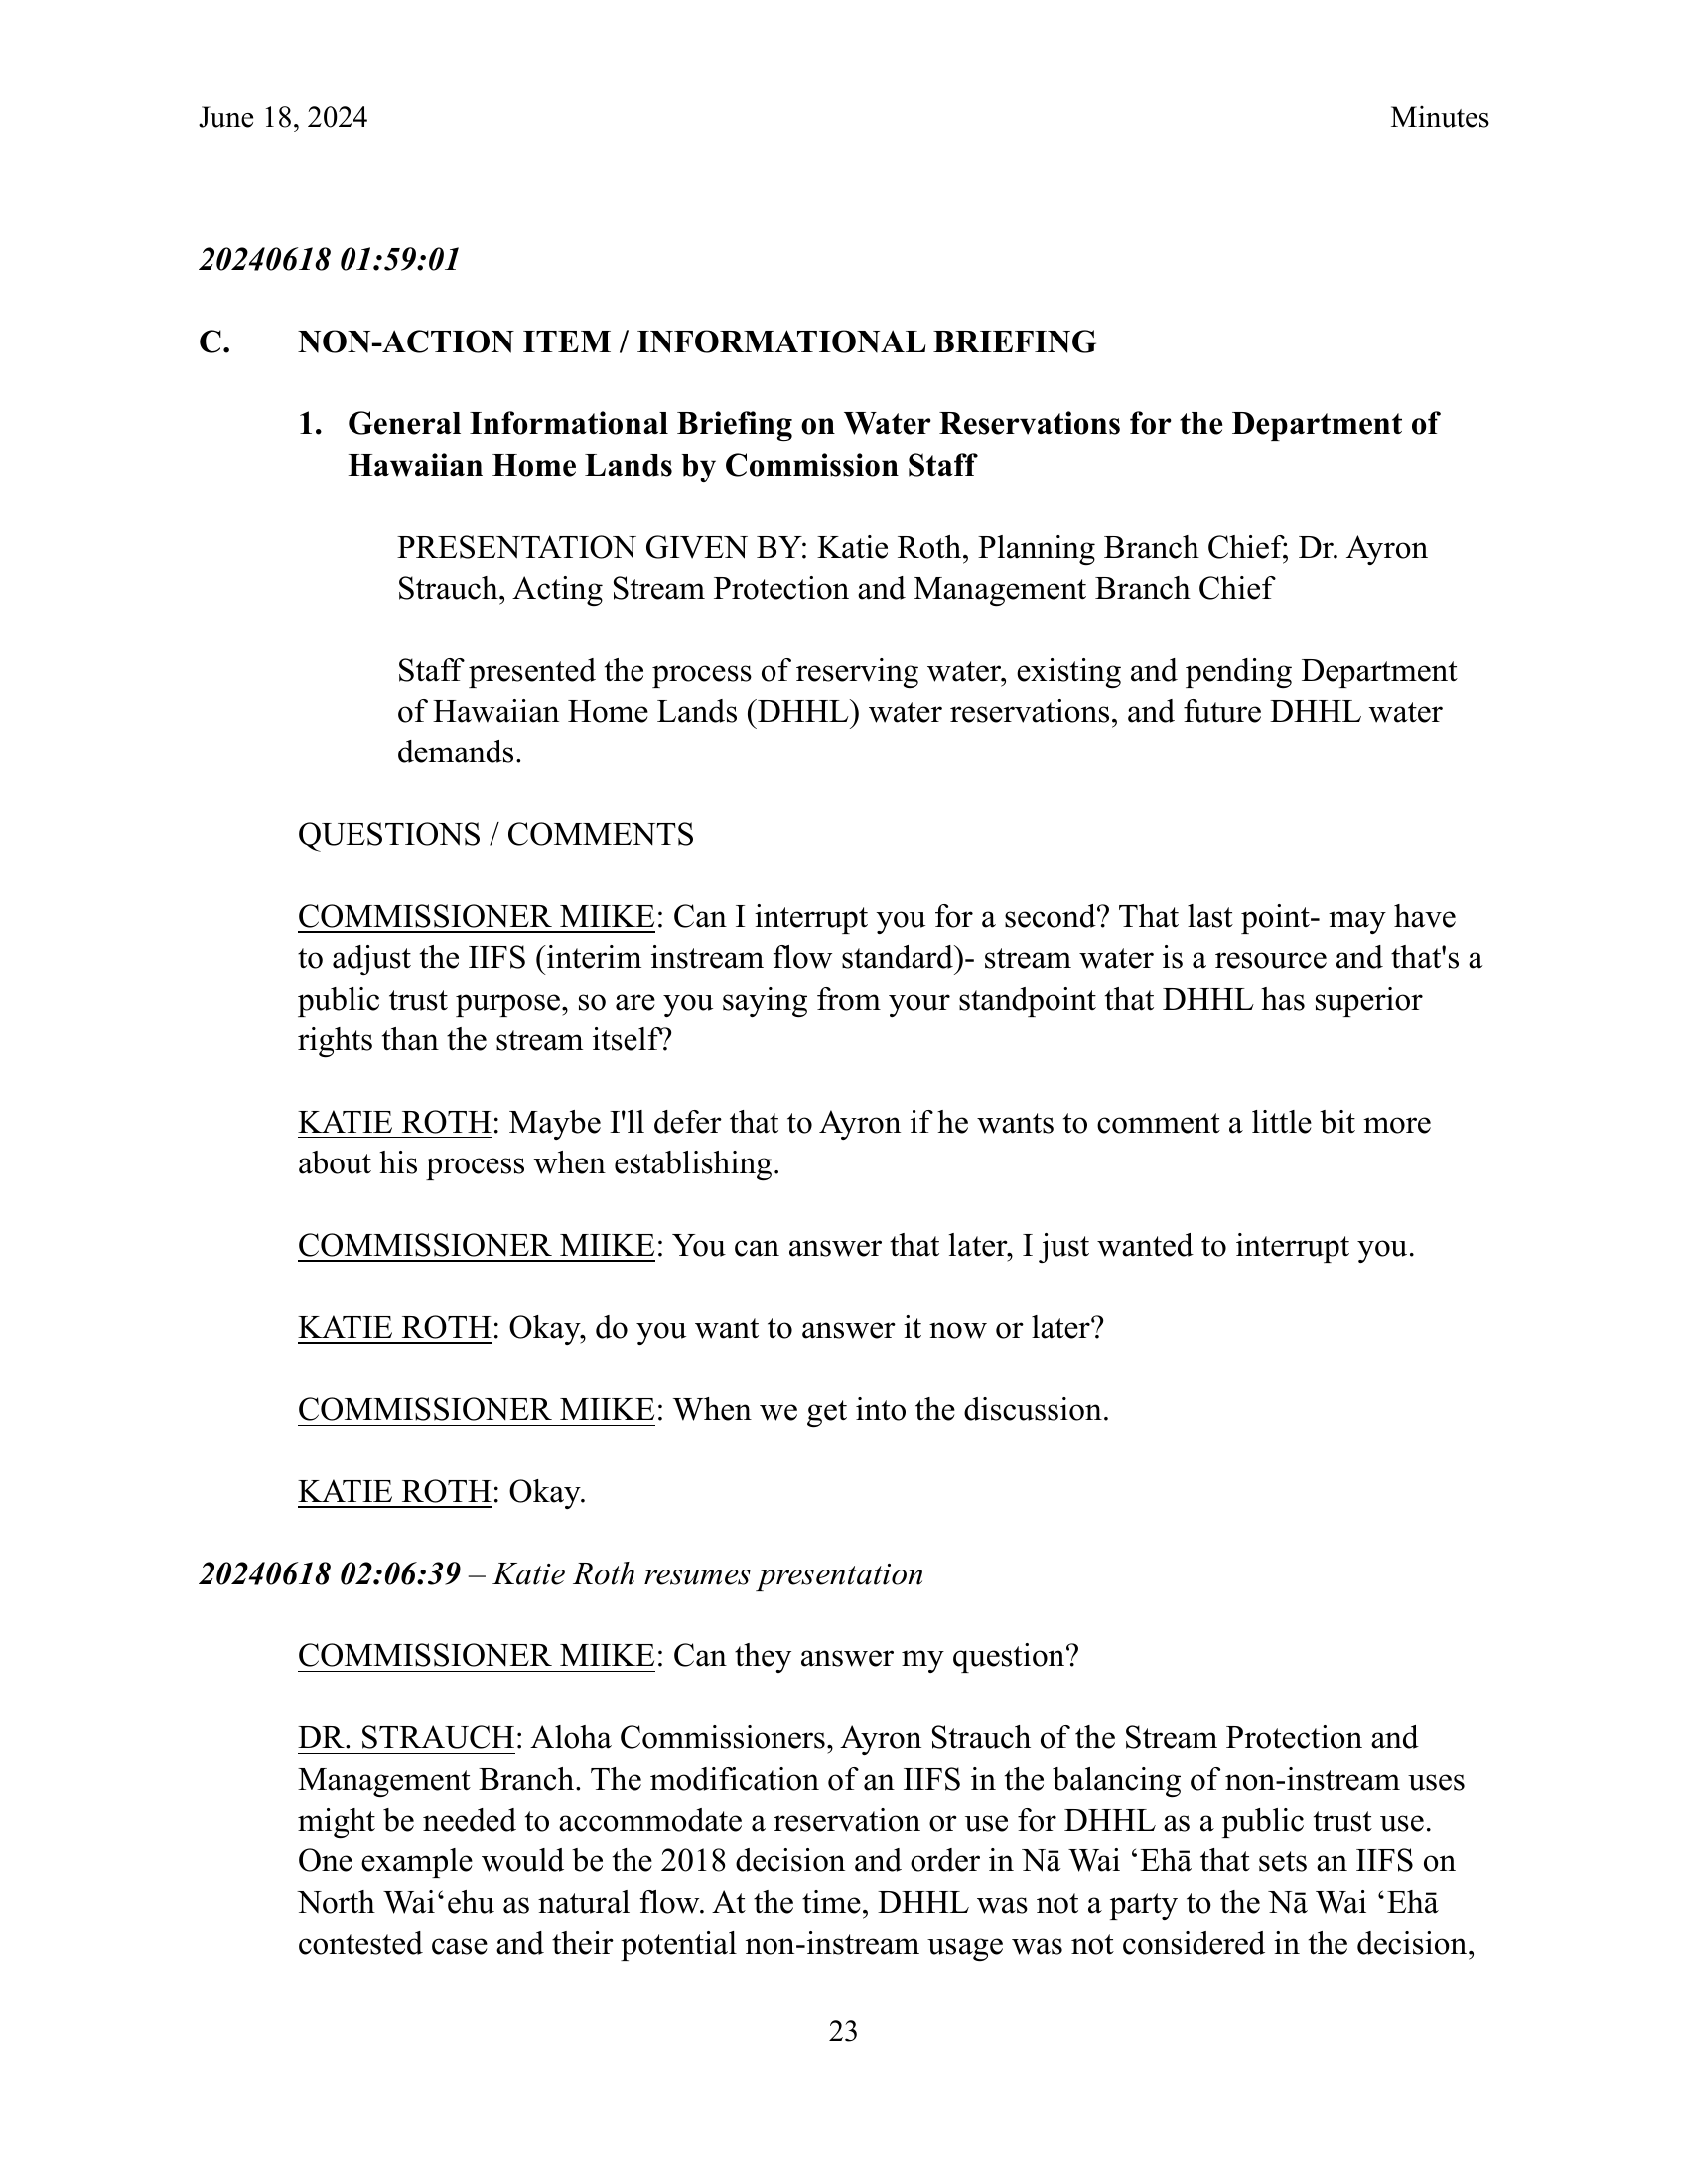 June 18, 2024 Minutes
20240618 01:59:01
C. NON-ACTION ITEM / INFORMATIONAL BRIEFING
1. General Informational Briefing on Water Reservations for the Department of
Hawaiian Home Lands by Commission Staff
PRESENTATION GIVEN BY: Katie Roth, Planning Branch Chief; Dr. Ayron
Strauch, Acting Stream Protection and Management Branch Chief
Staff presented the process of reserving water, existing and pending Department
of Hawaiian Home Lands (DHHL) water reservations, and future DHHL water
demands.
QUESTIONS / COMMENTS
COMMISSIONER MIIKE: Can I interrupt you for a second? That last point- may have
to adjust the IIFS (interim instream flow standard)- stream water is a resource and that's a
public trust purpose, so are you saying from your standpoint that DHHL has superior
rights than the stream itself?
KATIE ROTH: Maybe I'll defer that to Ayron if he wants to comment a little bit more
about his process when establishing.
COMMISSIONER MIIKE: You can answer that later, I just wanted to interrupt you.
KATIE ROTH: Okay, do you want to answer it now or later?
COMMISSIONER MIIKE: When we get into the discussion.
KATIE ROTH: Okay.
20240618 02:06:39 – Katie Roth resumes presentation
COMMISSIONER MIIKE: Can they answer my question?
DR. STRAUCH: Aloha Commissioners, Ayron Strauch of the Stream Protection and
Management Branch. The modification of an IIFS in the balancing of non-instream uses
might be needed to accommodate a reservation or use for DHHL as a public trust use.
One example would be the 2018 decision and order in Nā Wai ʻEhā that sets an IIFS on
North Waiʻehu as natural flow. At the time, DHHL was not a party to the Nā Wai ʻEhā
contested case and their potential non-instream usage was not considered in the decision,
23